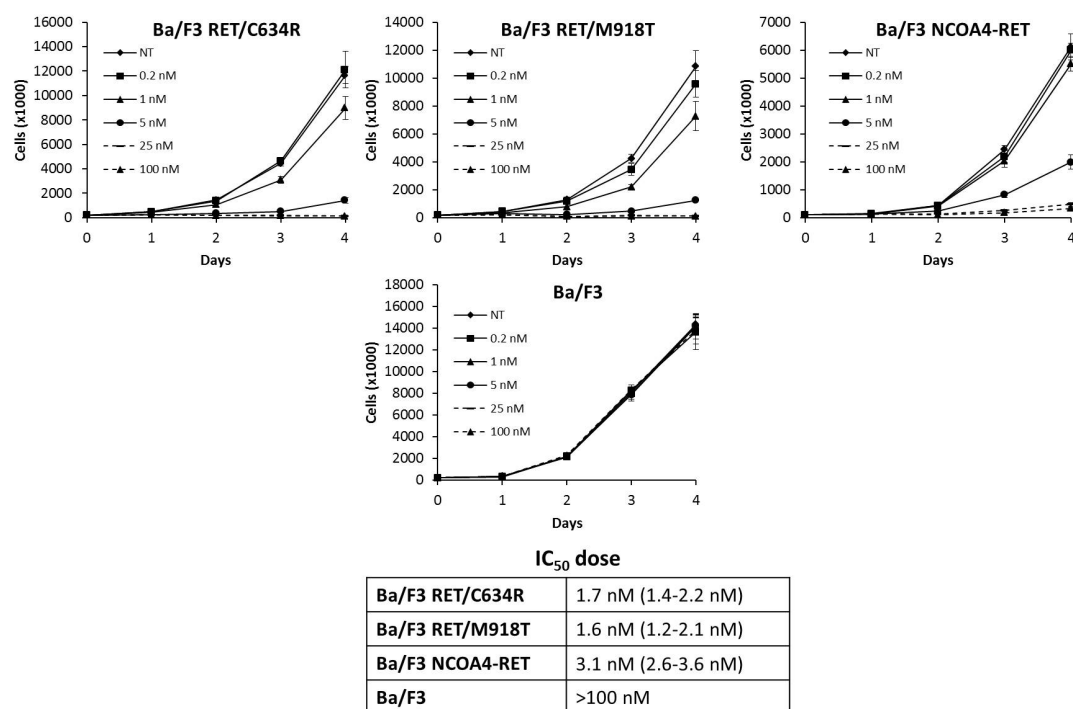 Ba/F3 RET/C634R
16000
14000
12000
10000
8000
6000
4000
2000
0
Cells (x1000)
NT
0.2 nM
1 nM
5 nM
25 nM
100 nM
0 1 2 3 4
Days
Ba/F3 RET/M918T
14000
12000
10000
8000
6000
4000
2000
0
Cells (x1000)
NT
0.2 nM
1 nM
5 nM
25 nM
100 nM
0 1 2 3 4
Days
Ba/F3 NCOA4-RET
7000
6000
5000
4000
3000
2000
1000
0
Cells (x1000)
NT
0.2 nM
1 nM
5 nM
25 nM
100 nM
0 1 2 3 4
Days
Ba/F3
18000
16000
14000
12000
10000
8000
6000
4000
2000
0
Cells (x1000)
NT
0.2 nM
1 nM
5 nM
25 nM
100 nM
0 1 2 3 4
Days
IC50 dose
Ba/F3 RET/C634R 1.7 nM (1.4-2.2 nM)
Ba/F3 RET/M918T 1.6 nM (1.2-2.1 nM)
Ba/F3 NCOA4-RET 3.1 nM (2.6-3.6 nM)
Ba/F3 >100 nM